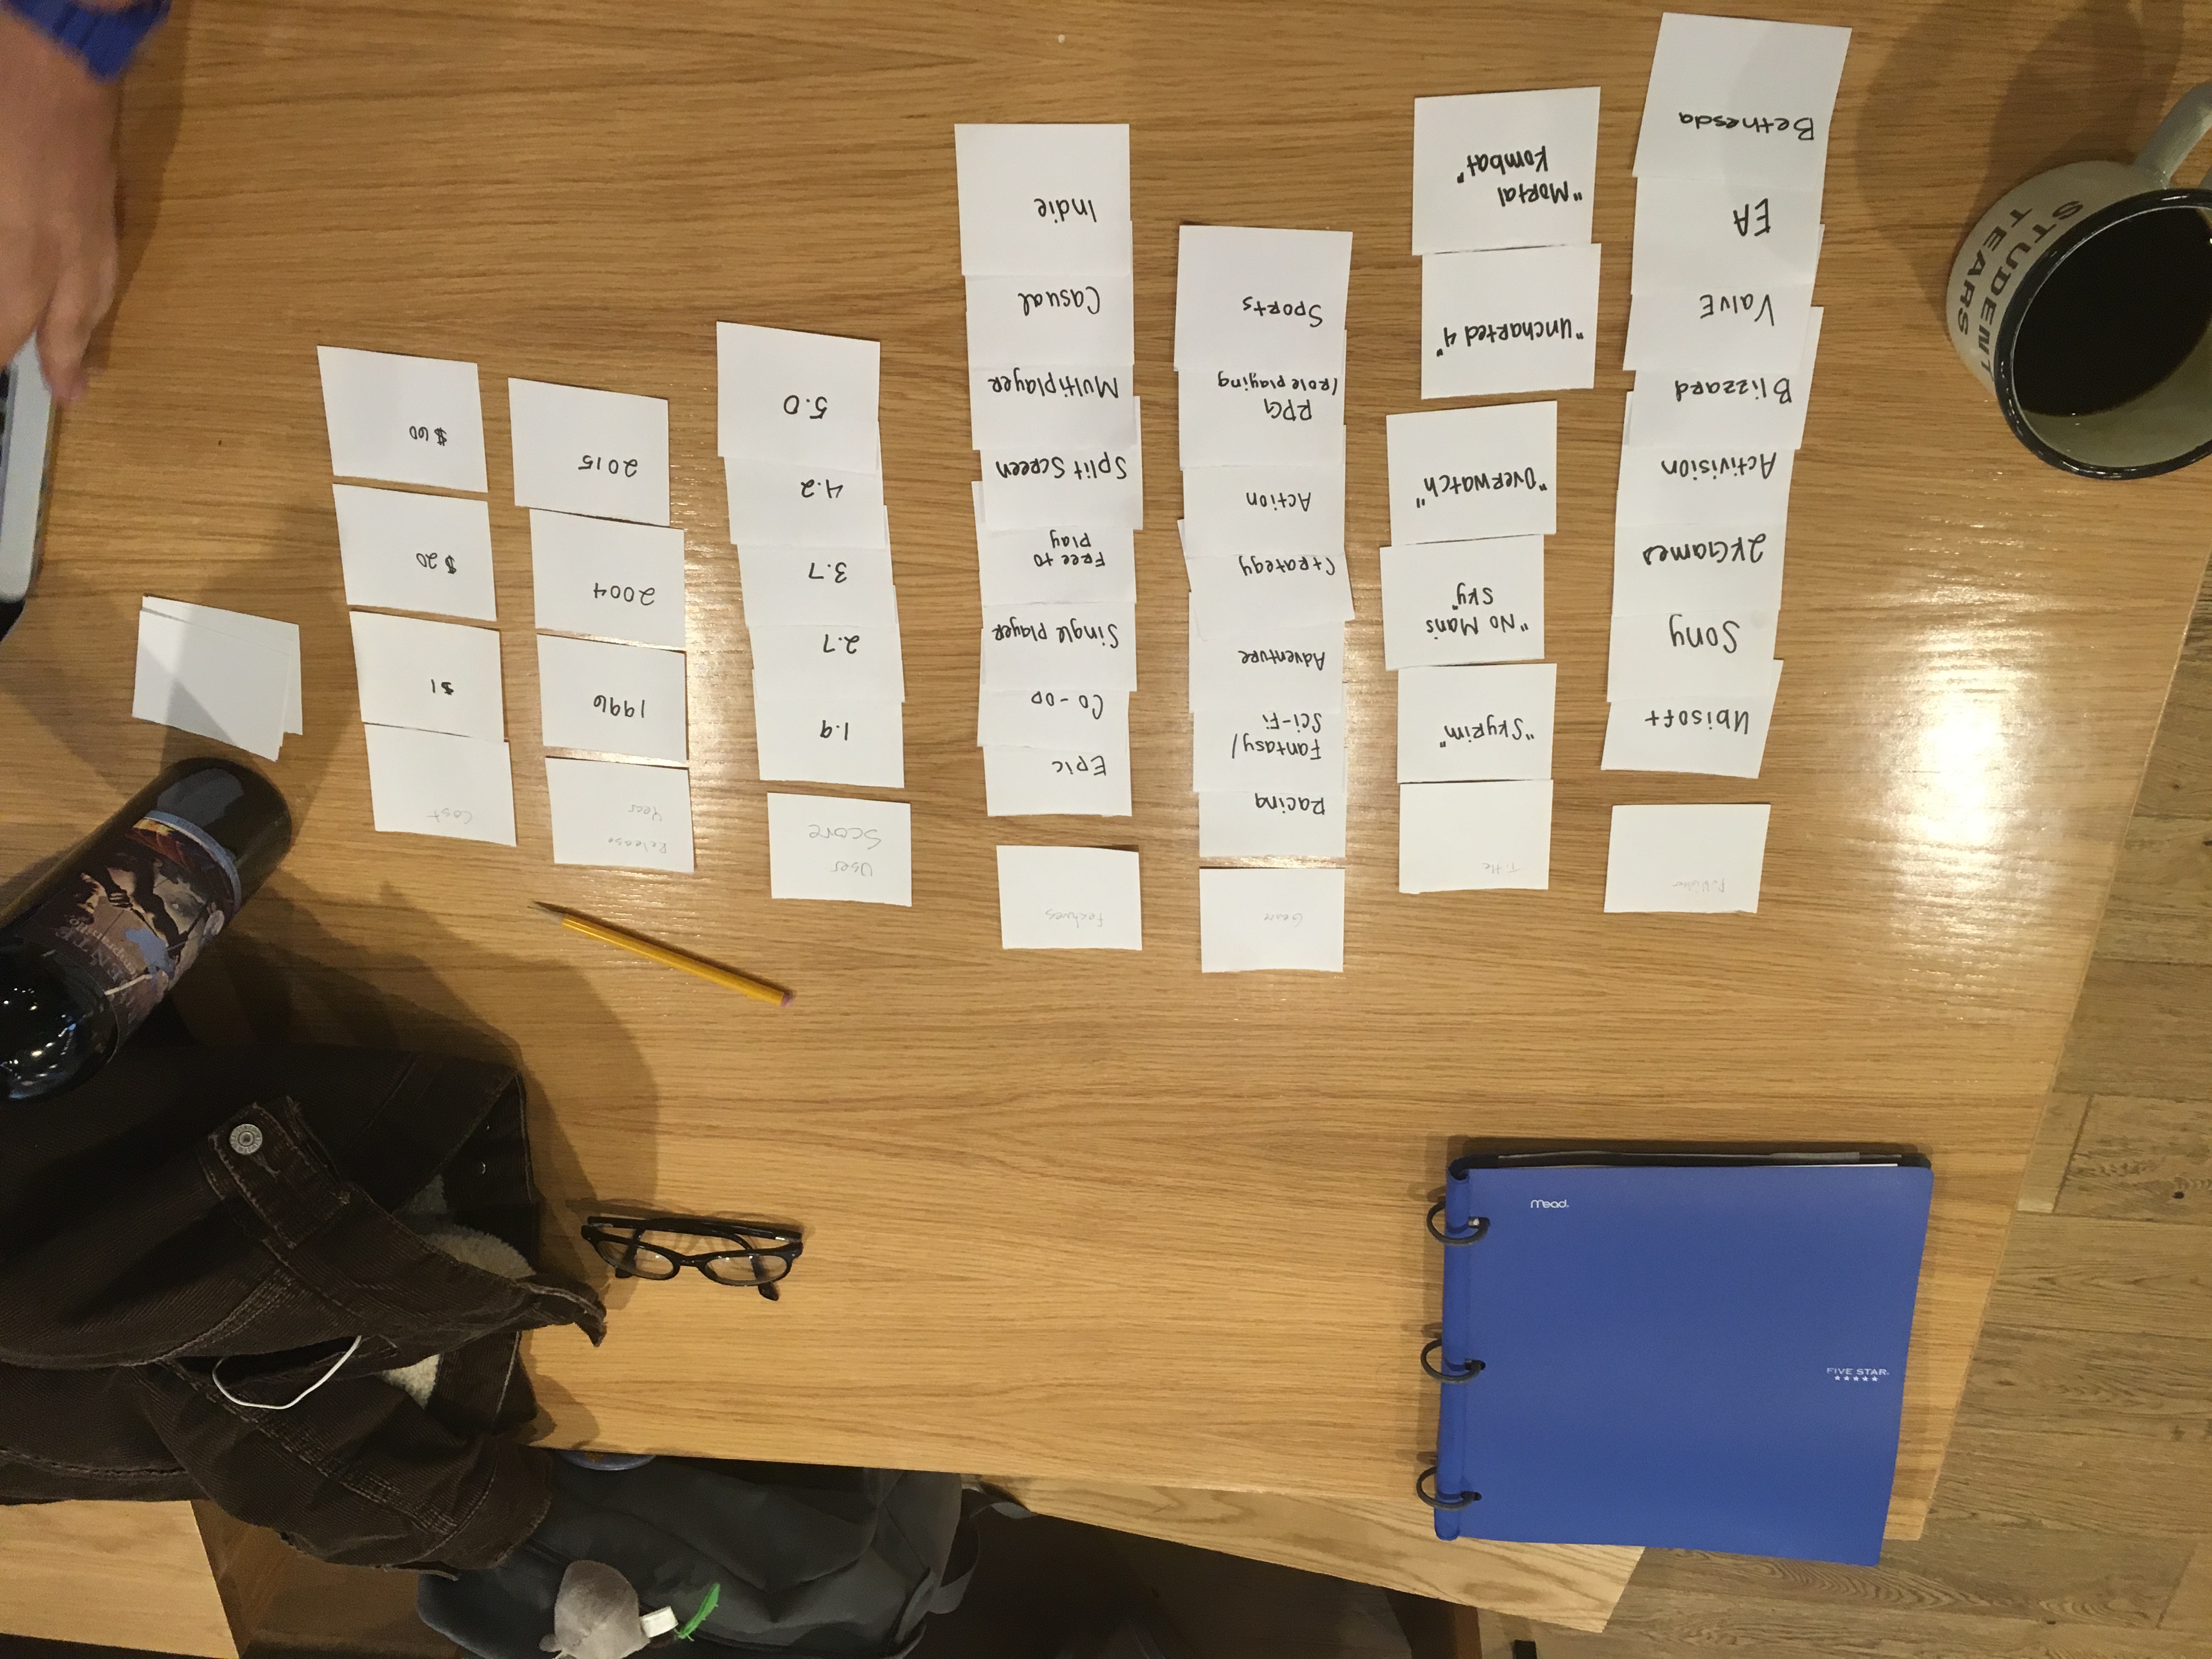 FIVE STAR.
Mead.
Publisher
Ubisoft
Sony
2KGames
Activision
Blizzard
Valve
EA
Bethesda
Title
"Skyrim"
"No Man's
Sky"
"Overwatch"
"Uncharted 4"
"Mortal
Kombat"
Genre
Racing
Fantasy/
Sci-Fi
Adventure
Strategy
Action
RPG
/Role playing
Sports
Features
Epic
Co-op
Single player
Free to
Play
Split Screen
Multiplayer
Casual
Indie
User
Score
1.9
2.7
3.7
4.2
5.0
Release
Year
1996
2004
2015
Cost
$1
$20
$60
STUDENT
TEARS